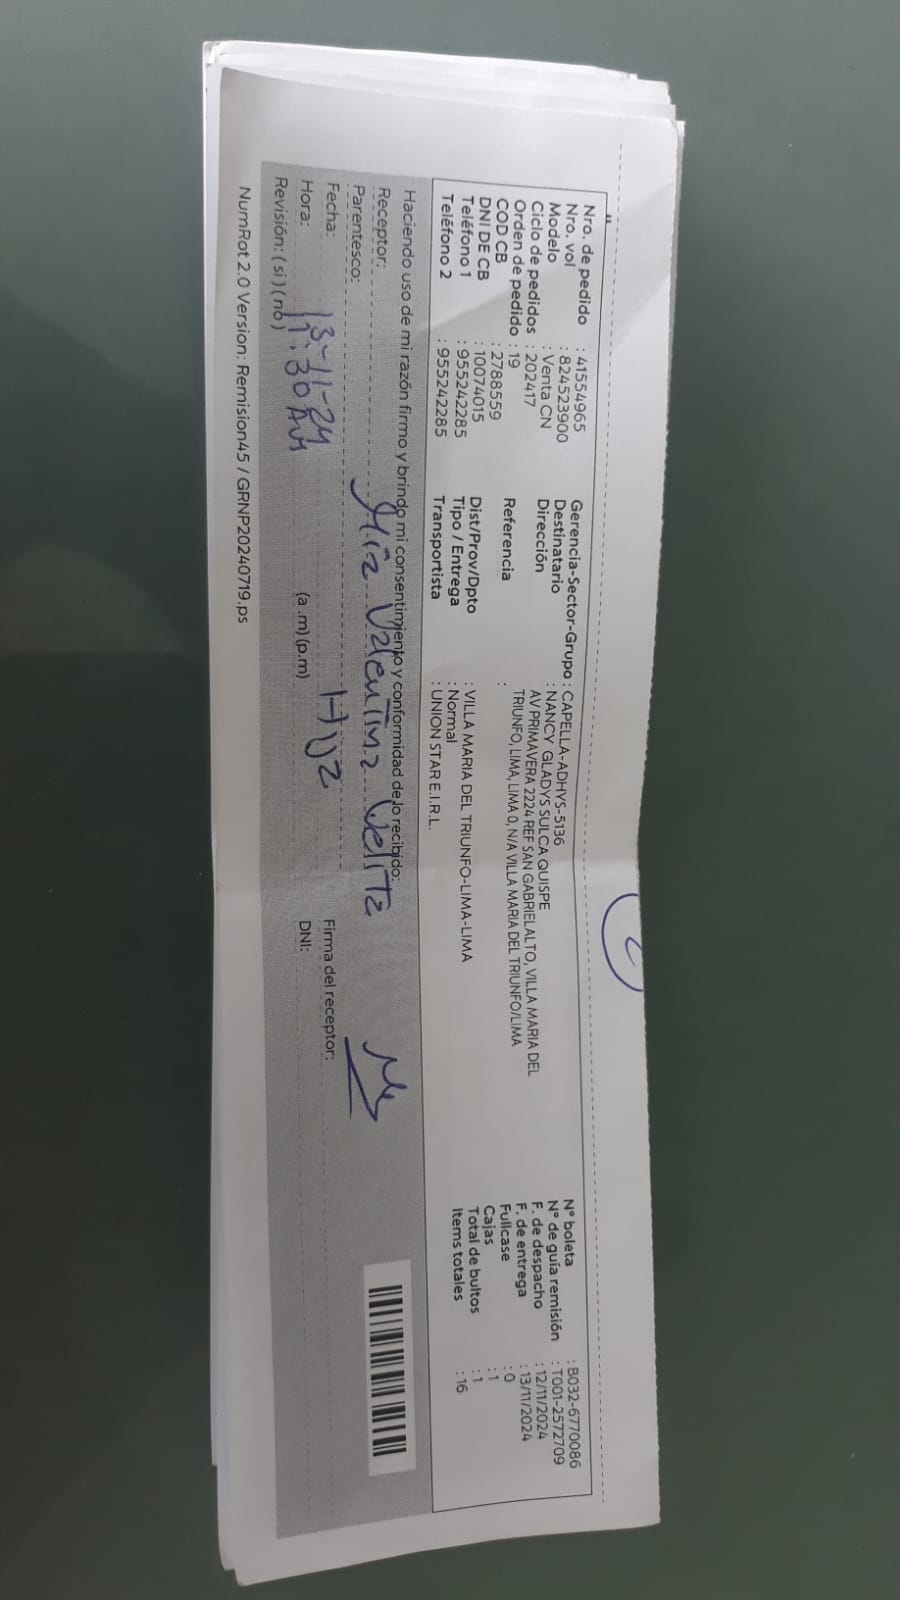 Nro. de pedido : 41554965
Nro. vol : 824523900
Modelo : Venta CN
Ciclo de pedidos : 202417
Orden de pedido : 19
COD CB : 2788559
DNI DE CB : 10074015
Teléfono 1 : 955242285
Teléfono 2 : 955242285
Gerencia-Sector-Grupo : CAPELLA-ADHYS-5136
Destinatario : NANCY GLADYS SULCA QUISPE
Dirección AV PRIMAVERA 2224 REF SAN GABRIEL ALTO, VILLA MARIA DEL
TRIUNFO, LIMA, LIMA 0, N/A VILLA MARIA DEL TRIUNFO/LIMA
Referencia :
Dist/Prov/Dpto : VILLA MARIA DEL TRIUNFO-LIMA-LIMA
Tipo / Entrega : Normal
Transportista : UNION STAR E.I.R.L.
N° boleta : B032-6770086
N° de guía remisión : T001-2572709
F. de despacho : 12/11/2024
F. de entrega : 13/11/2024
Fullcase : 0
Cajas : 1
Total de bultos : 1
Items totales : 16
Haciendo uso de mi razón firmo y brindo mi consentimiento y conformidad de lo recibido:
Receptor: Mía Valentina
Parentesco:
Fecha: 13-11-24 Firma del receptor:
Hora: 11:30 AM (a .m) (p.m) DNI:
Revisión: ( si ) ( no )
NumRot 2.0 Version: Remision45 / GRNP20240719.ps